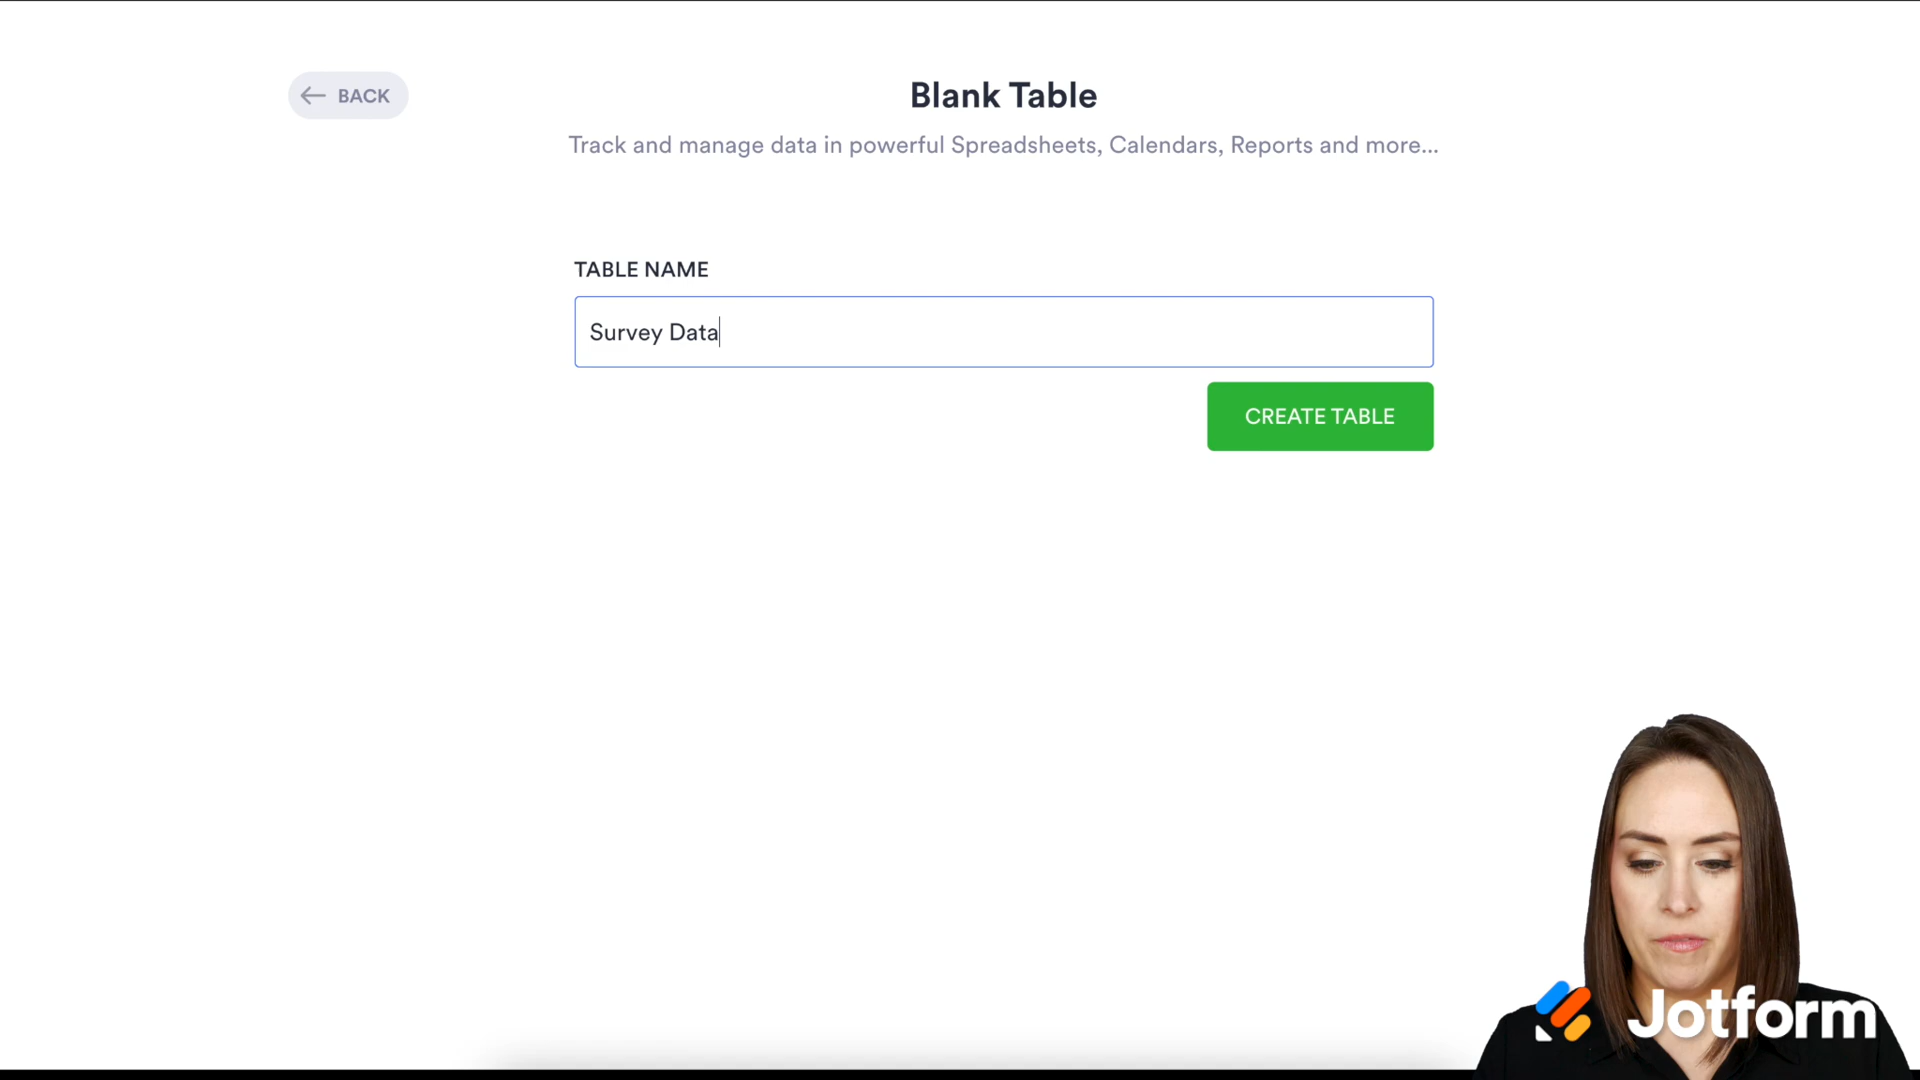 BACK
Blank Table
Track and manage data in powerful Spreadsheets, Calendars, Reports and more...
TABLE NAME
Survey Data
CREATE TABLE
Jotform